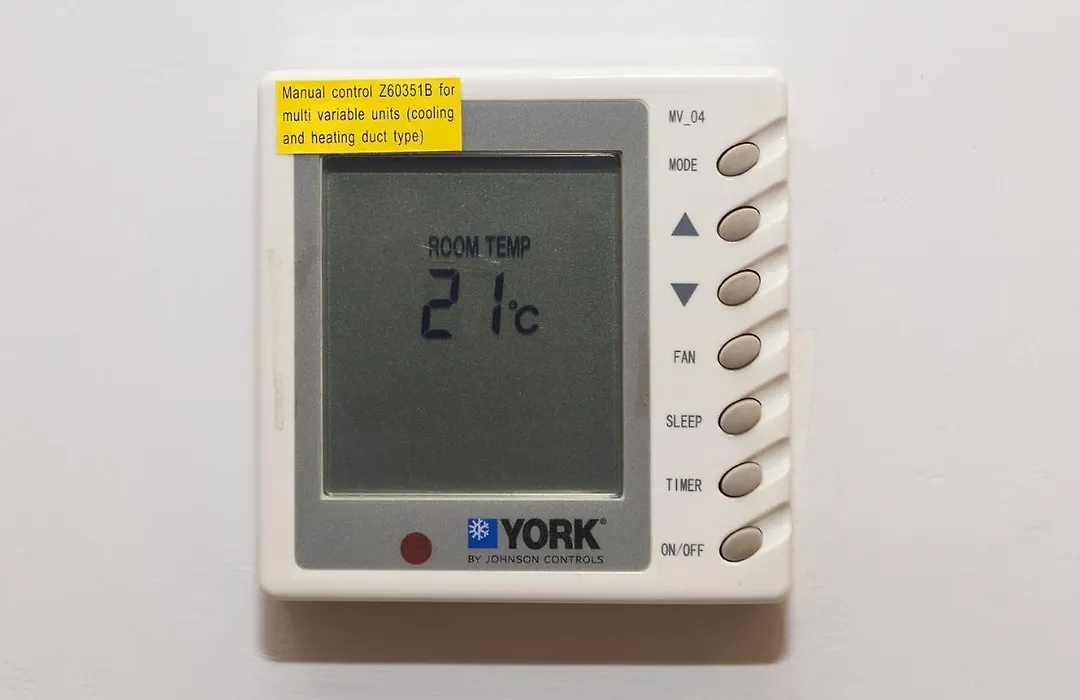 Manual control Z60351B for
multi variable units (cooling
and heating duct type)
MV_04
MODE
ROOM TEMP
21°C
FAN
SLEEP
TIMER
ON/OFF
YORK®
BY JOHNSON CONTROLS